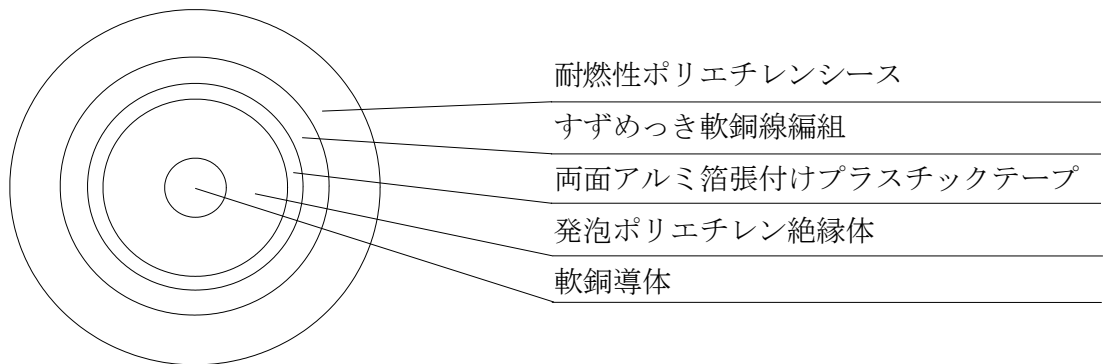 耐燃性ポリエチレンシース
すずめっき軟銅線編組
両面アルミ箔張付けプラスチックテープ
発泡ポリエチレン絶縁体
軟銅導体